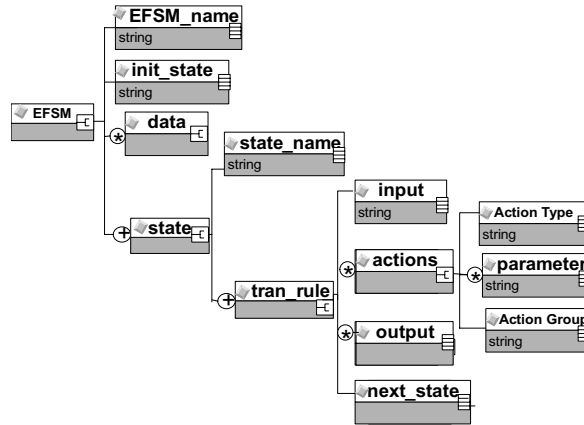 EFSM_name
string
init_state
string
EFSM
data
*
state_name
string
input
string
Action Type
string
+
state
actions
*
parameter
*
string
+
tran_rule
Action Group
string
output
*
next_state